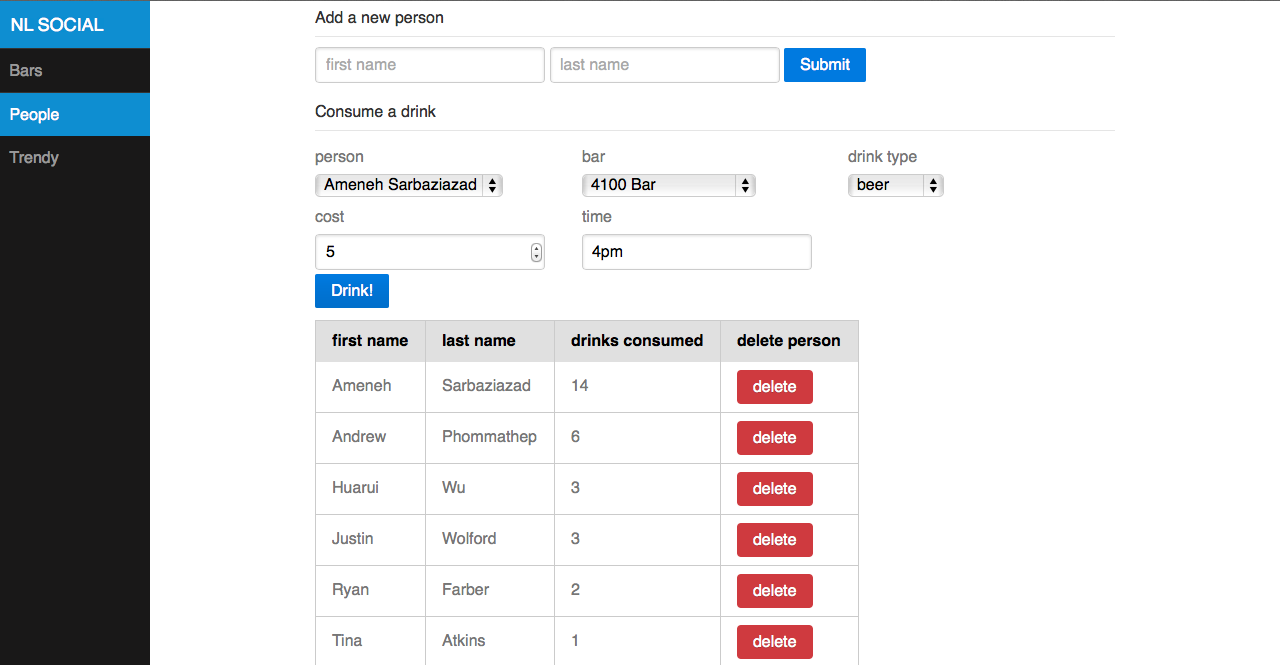 NL SOCIAL
Bars
People
Trendy
Add a new person
first name last name Submit
Consume a drink
person bar drink type
Ameneh Sarbaziazad 4100 Bar beer
cost time
5 4pm
Drink!
first name last name drinks consumed delete person
Ameneh Sarbaziazad 14 delete
Andrew Phommathep 6 delete
Huarui Wu 3 delete
Justin Wolford 3 delete
Ryan Farber 2 delete
Tina Atkins 1 delete